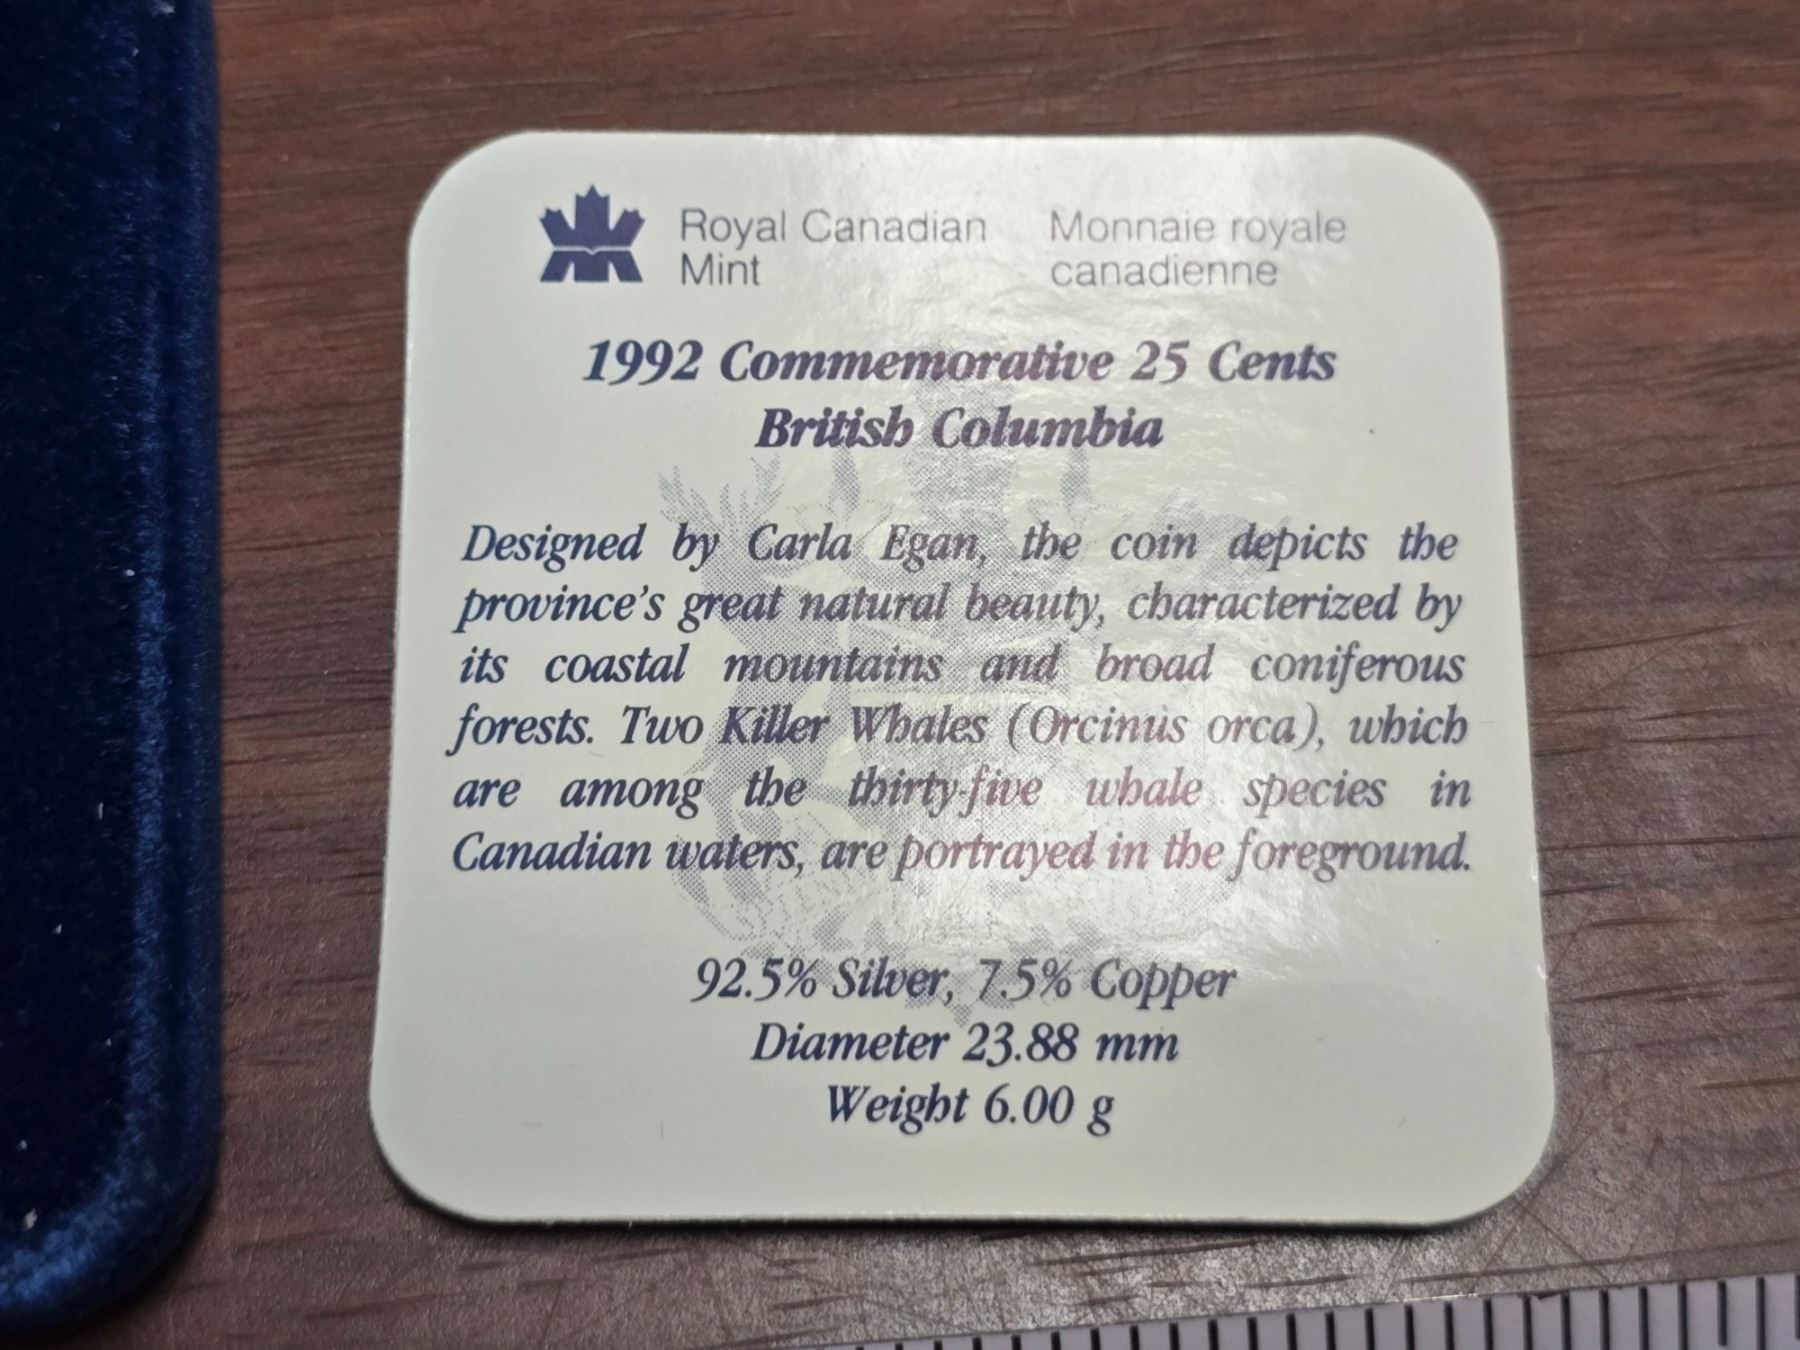 Royal Canadian Mint
Monnaie royale canadienne
1992 Commemorative 25 Cents
British Columbia
Designed by Carla Egan, the coin depicts the
province's great natural beauty, characterized by
its coastal mountains and broad coniferous
forests. Two Killer Whales (Orcinus orca), which
are among the thirty-five whale species in
Canadian waters, are portrayed in the foreground.
92.5% Silver, 7.5% Copper
Diameter 23.88 mm
Weight 6.00 g